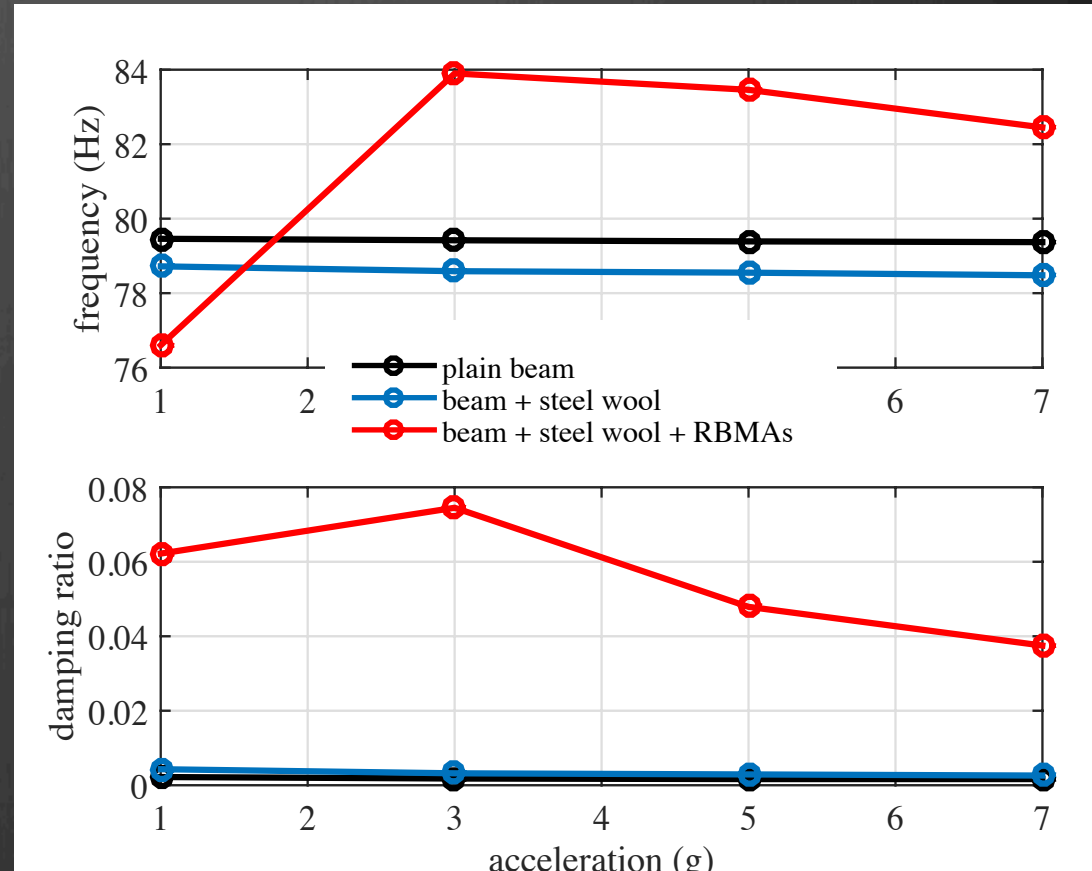 84
82
80
78
76
frequency (Hz)
1 2 6 7
plain beam
beam + steel wool
beam + steel wool + RBMAs
0.08
0.06
0.04
0.02
0
damping ratio
1 2 3 4 5 6 7
acceleration (g)